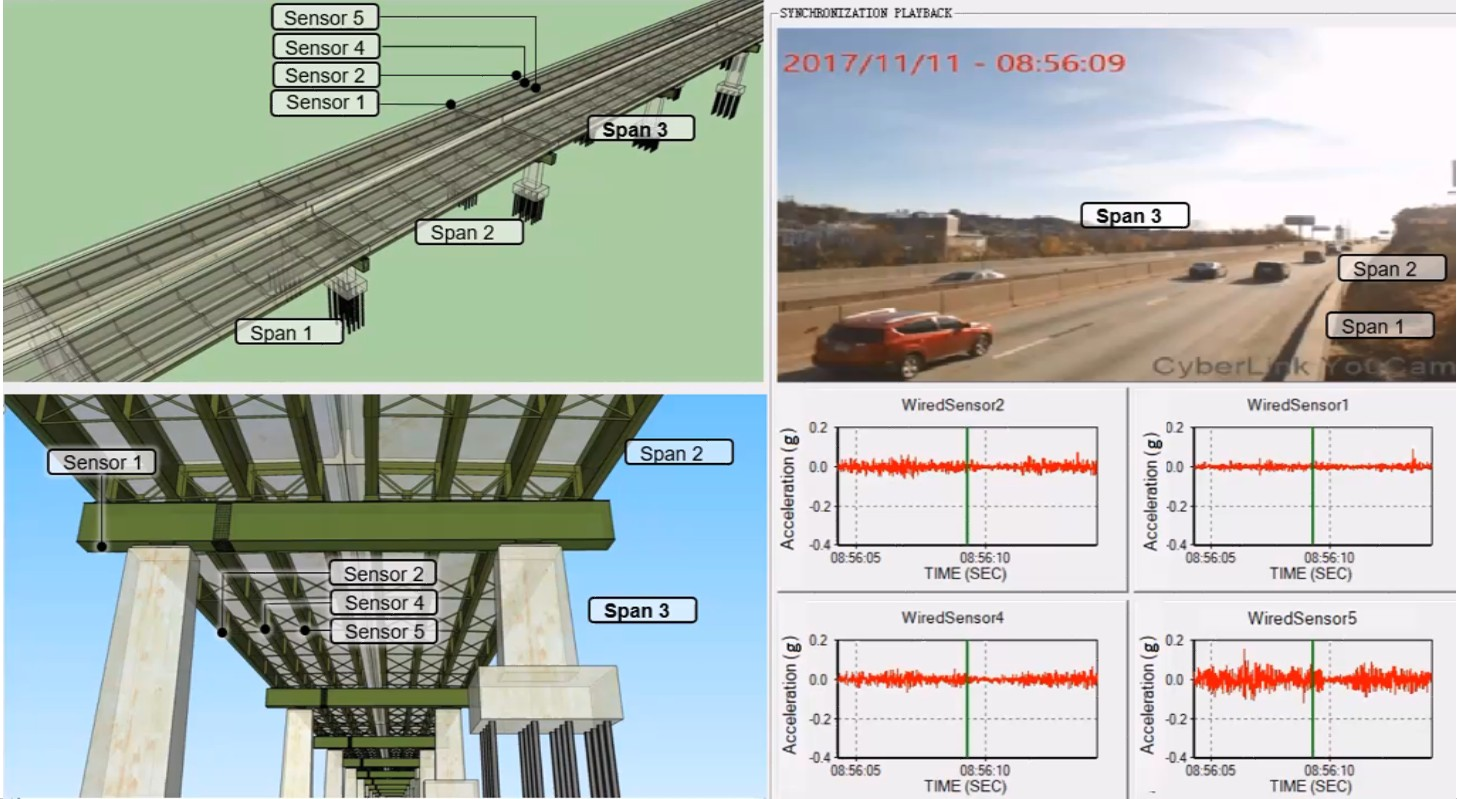 Sensor 5
Sensor 4
Sensor 2
Sensor 1
Span 3
Span 2
Span 1
SYNCHRONIZATION PLAYBACK
2017/11/11 - 08:56:09
Span 3
Span 2
Span 1
CyberLink YouCam
Sensor 1
Span 2
Sensor 2
Sensor 4
Sensor 5
Span 3
WiredSensor2
Acceleration (g)
0.2
0.0
-0.2
-0.4
08:56:05 08:56:10
TIME (SEC)
WiredSensor1
Acceleration (g)
0.2
0.0
-0.2
-0.4
08:56:05 08:56:10
TIME (SEC)
WiredSensor4
Acceleration (g)
0.2
0.0
-0.2
-0.4
08:56:05 08:56:10
TIME (SEC)
WiredSensor5
Acceleration (g)
0.2
0.0
-0.2
-0.4
08:56:05 08:56:10
TIME (SEC)